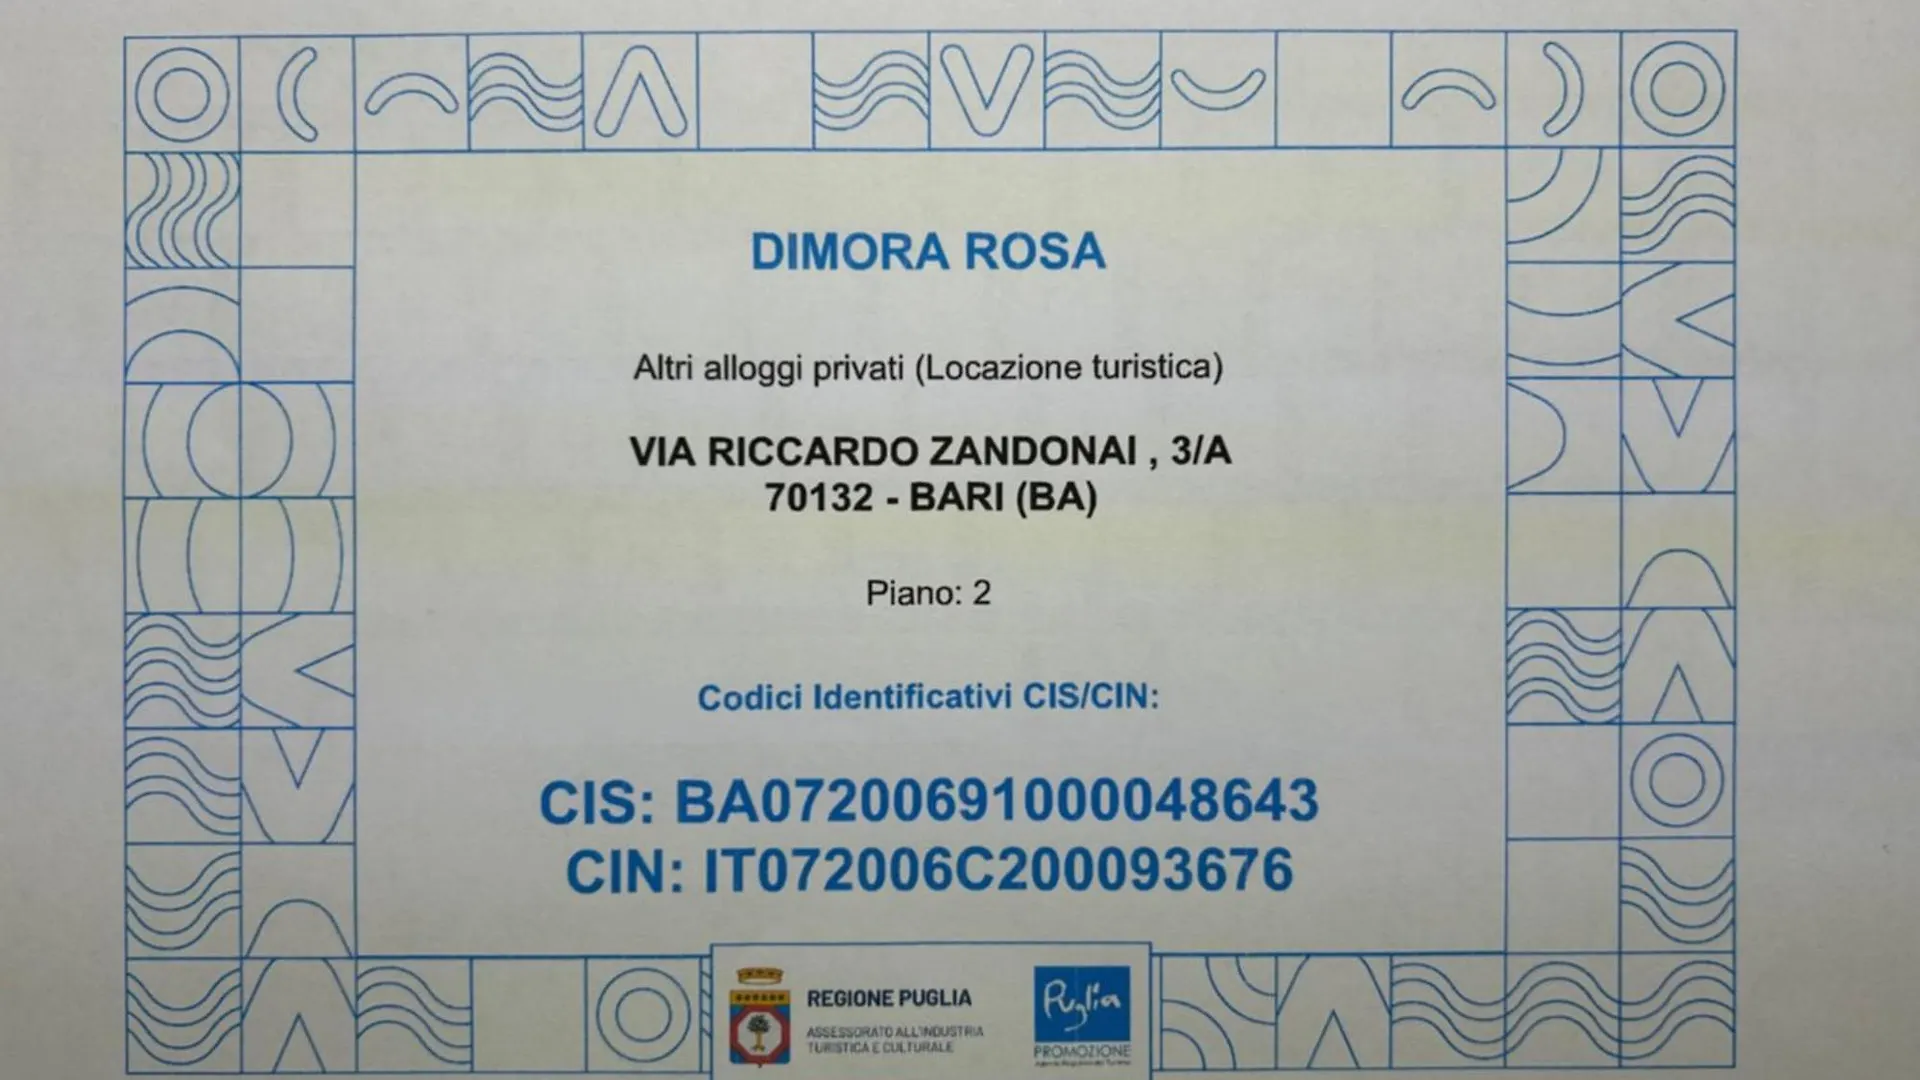 DIMORA ROSA
Altri alloggi privati (Locazione turistica)
VIA RICCARDO ZANDONAI , 3/A
70132 - BARI (BA)
Piano: 2
Codici Identificativi CIS/CIN:
CIS: BA07200691000048643
CIN: IT072006C200093676
REGIONE PUGLIA
ASSESSORATO ALL'INDUSTRIA
TURISTICA E CULTURALE
Puglia
PROMOZIONE